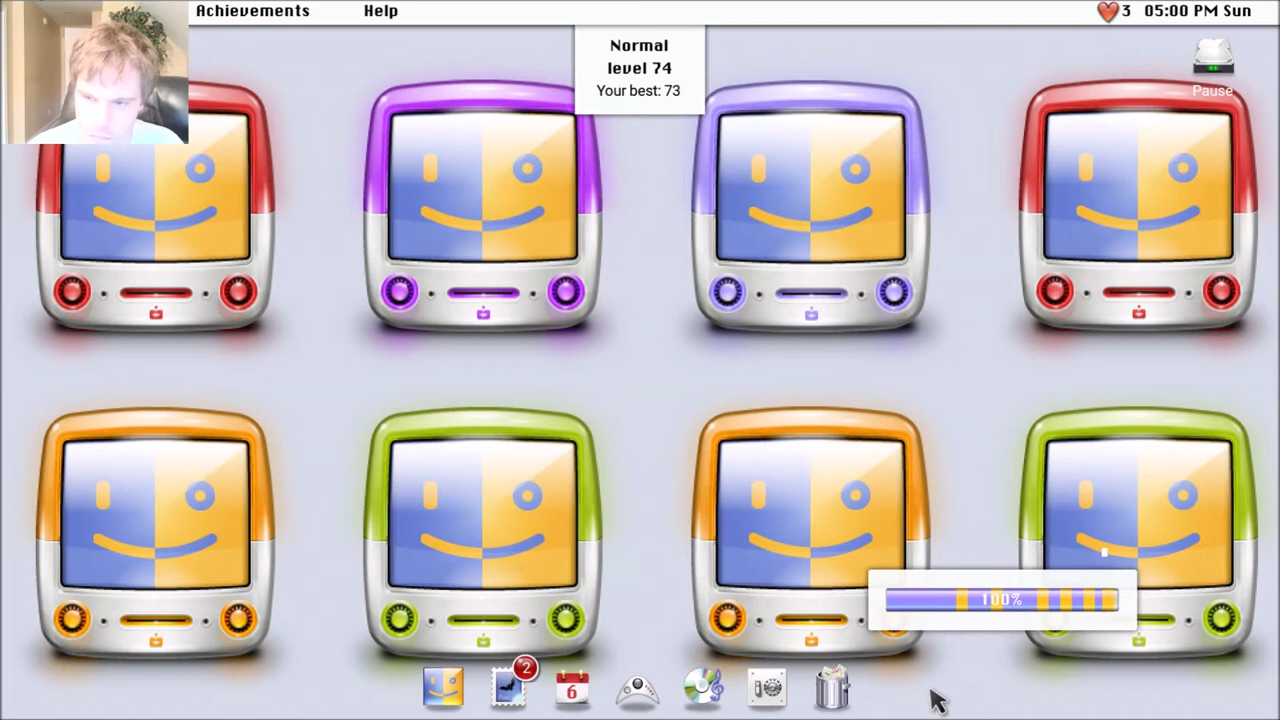 Achievements Help 3 05:00 PM Sun
Normal
level 74
Your best: 73
Pause
100%
2
6